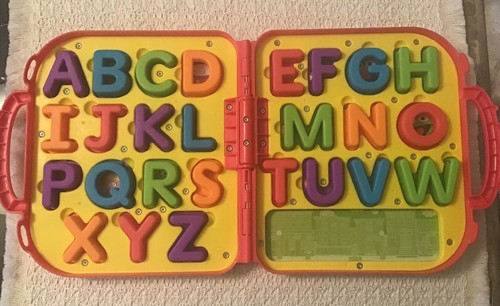 ABCD
EFGH
IJKL
MNO
PQRS
TUVW
XYZ